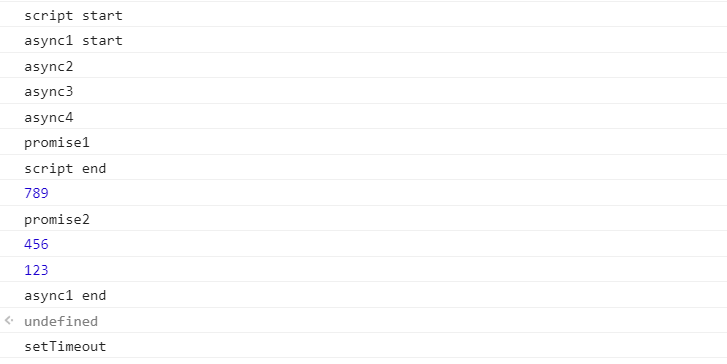 script start
async1 start
async2
async3
async4
promise1
script end
789
promise2
456
123
async1 end
undefined
setTimeout